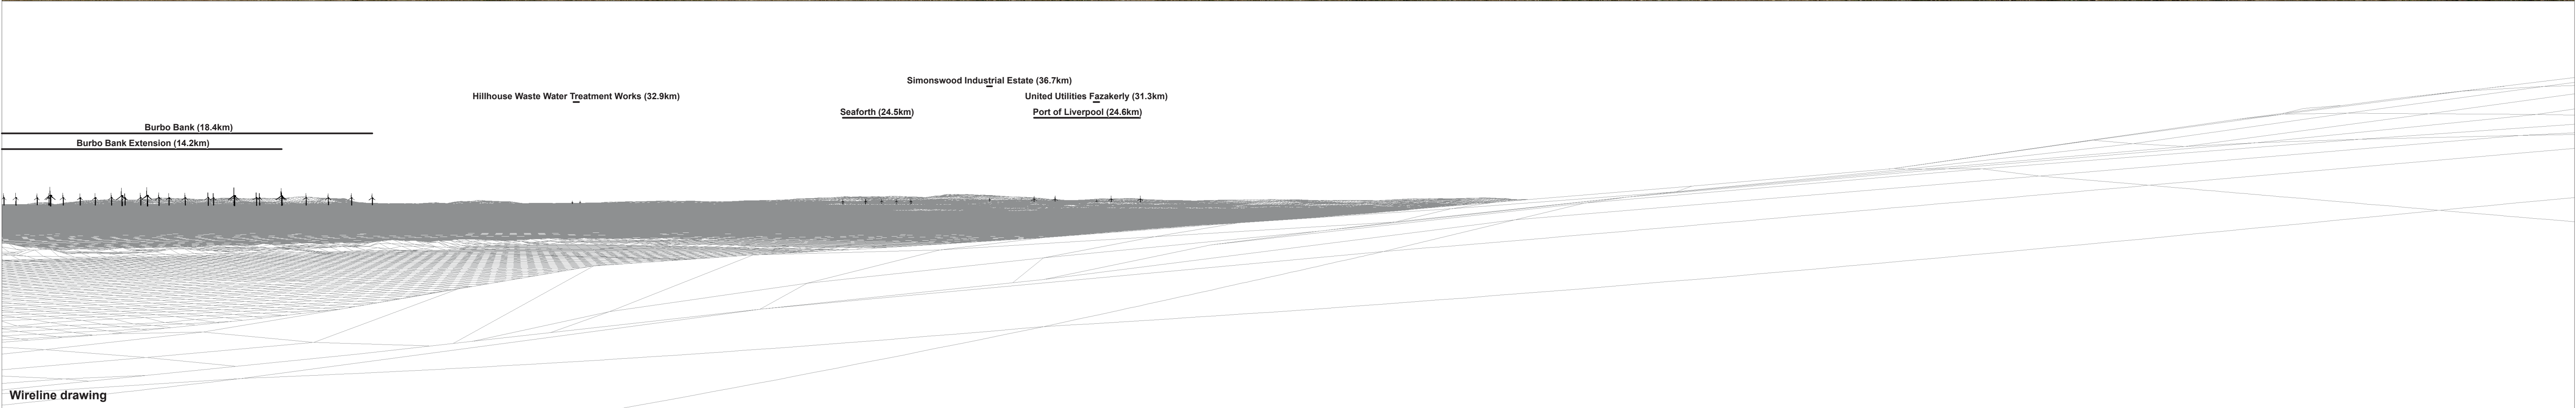 Simonswood Industrial Estate (36.7km)
Hillhouse Waste Water Treatment Works (32.9km)
United Utilities Fazakerly (31.3km)
Seaforth (24.5km)
Port of Liverpool (24.6km)
Burbo Bank (18.4km)
Burbo Bank Extension (14.2km)
Wireline drawing